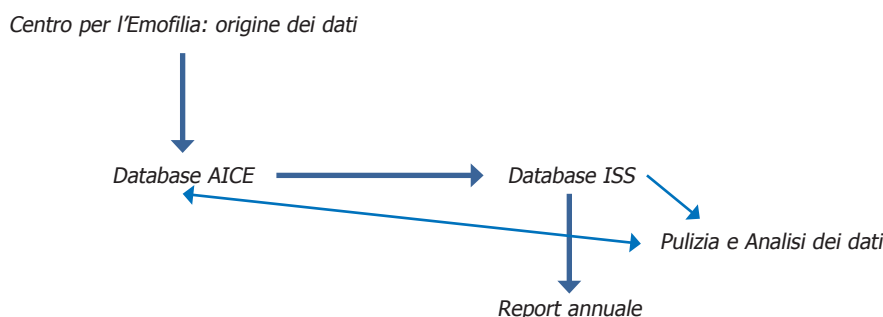 Centro per l'Emofilia: origine dei dati
Database AICE
Database ISS
Pulizia e Analisi dei dati
Report annuale